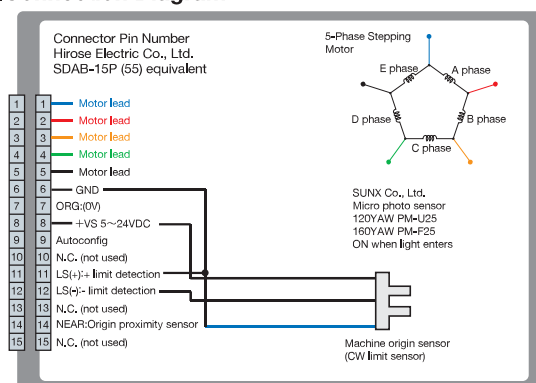 Connector Pin Number
Hirose Electric Co., Ltd.
SDAB-15P (55) equivalent
1 1 Motor lead
2 2 Motor lead
3 3 Motor lead
4 4 Motor lead
5 5 Motor lead
6 6 GND
7 7 ORG:(0V)
8 8 +VS 5~24VDC
9 9 Autoconfig
10 10 N.C. (not used)
11 11 LS(+):+ limit detection
12 12 LS(-):- limit detection
13 13 N.C. (not used)
14 14 NEAR:Origin proximity sensor
15 15 N.C. (not used)
5-Phase Stepping
Motor
E phase
A phase
D phase
B phase
C phase
SUNX Co., Ltd.
Micro photo sensor
120YAW PM-U25
160YAW PM-F25
ON when light enters
Machine origin sensor
(CW limit sensor)